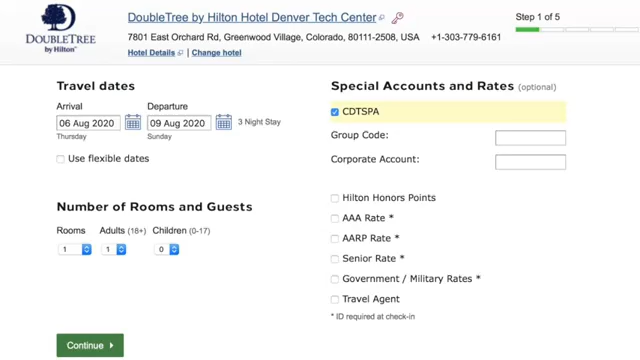 DOUBLETREE
by Hilton
DoubleTree by Hilton Hotel Denver Tech Center
7801 East Orchard Rd, Greenwood Village, Colorado, 80111-2508, USA +1-303-779-6161
Hotel Details | Change hotel
Step 1 of 5
Travel dates
Arrival Departure
06 Aug 2020 09 Aug 2020 3 Night Stay
Thursday Sunday
Use flexible dates
Number of Rooms and Guests
Rooms Adults (18+) Children (0-17)
1 1 0
Continue
Special Accounts and Rates (optional)
CDTSPA
Group Code:
Corporate Account:
Hilton Honors Points
AAA Rate *
AARP Rate *
Senior Rate *
Government / Military Rates *
Travel Agent
* ID required at check-in